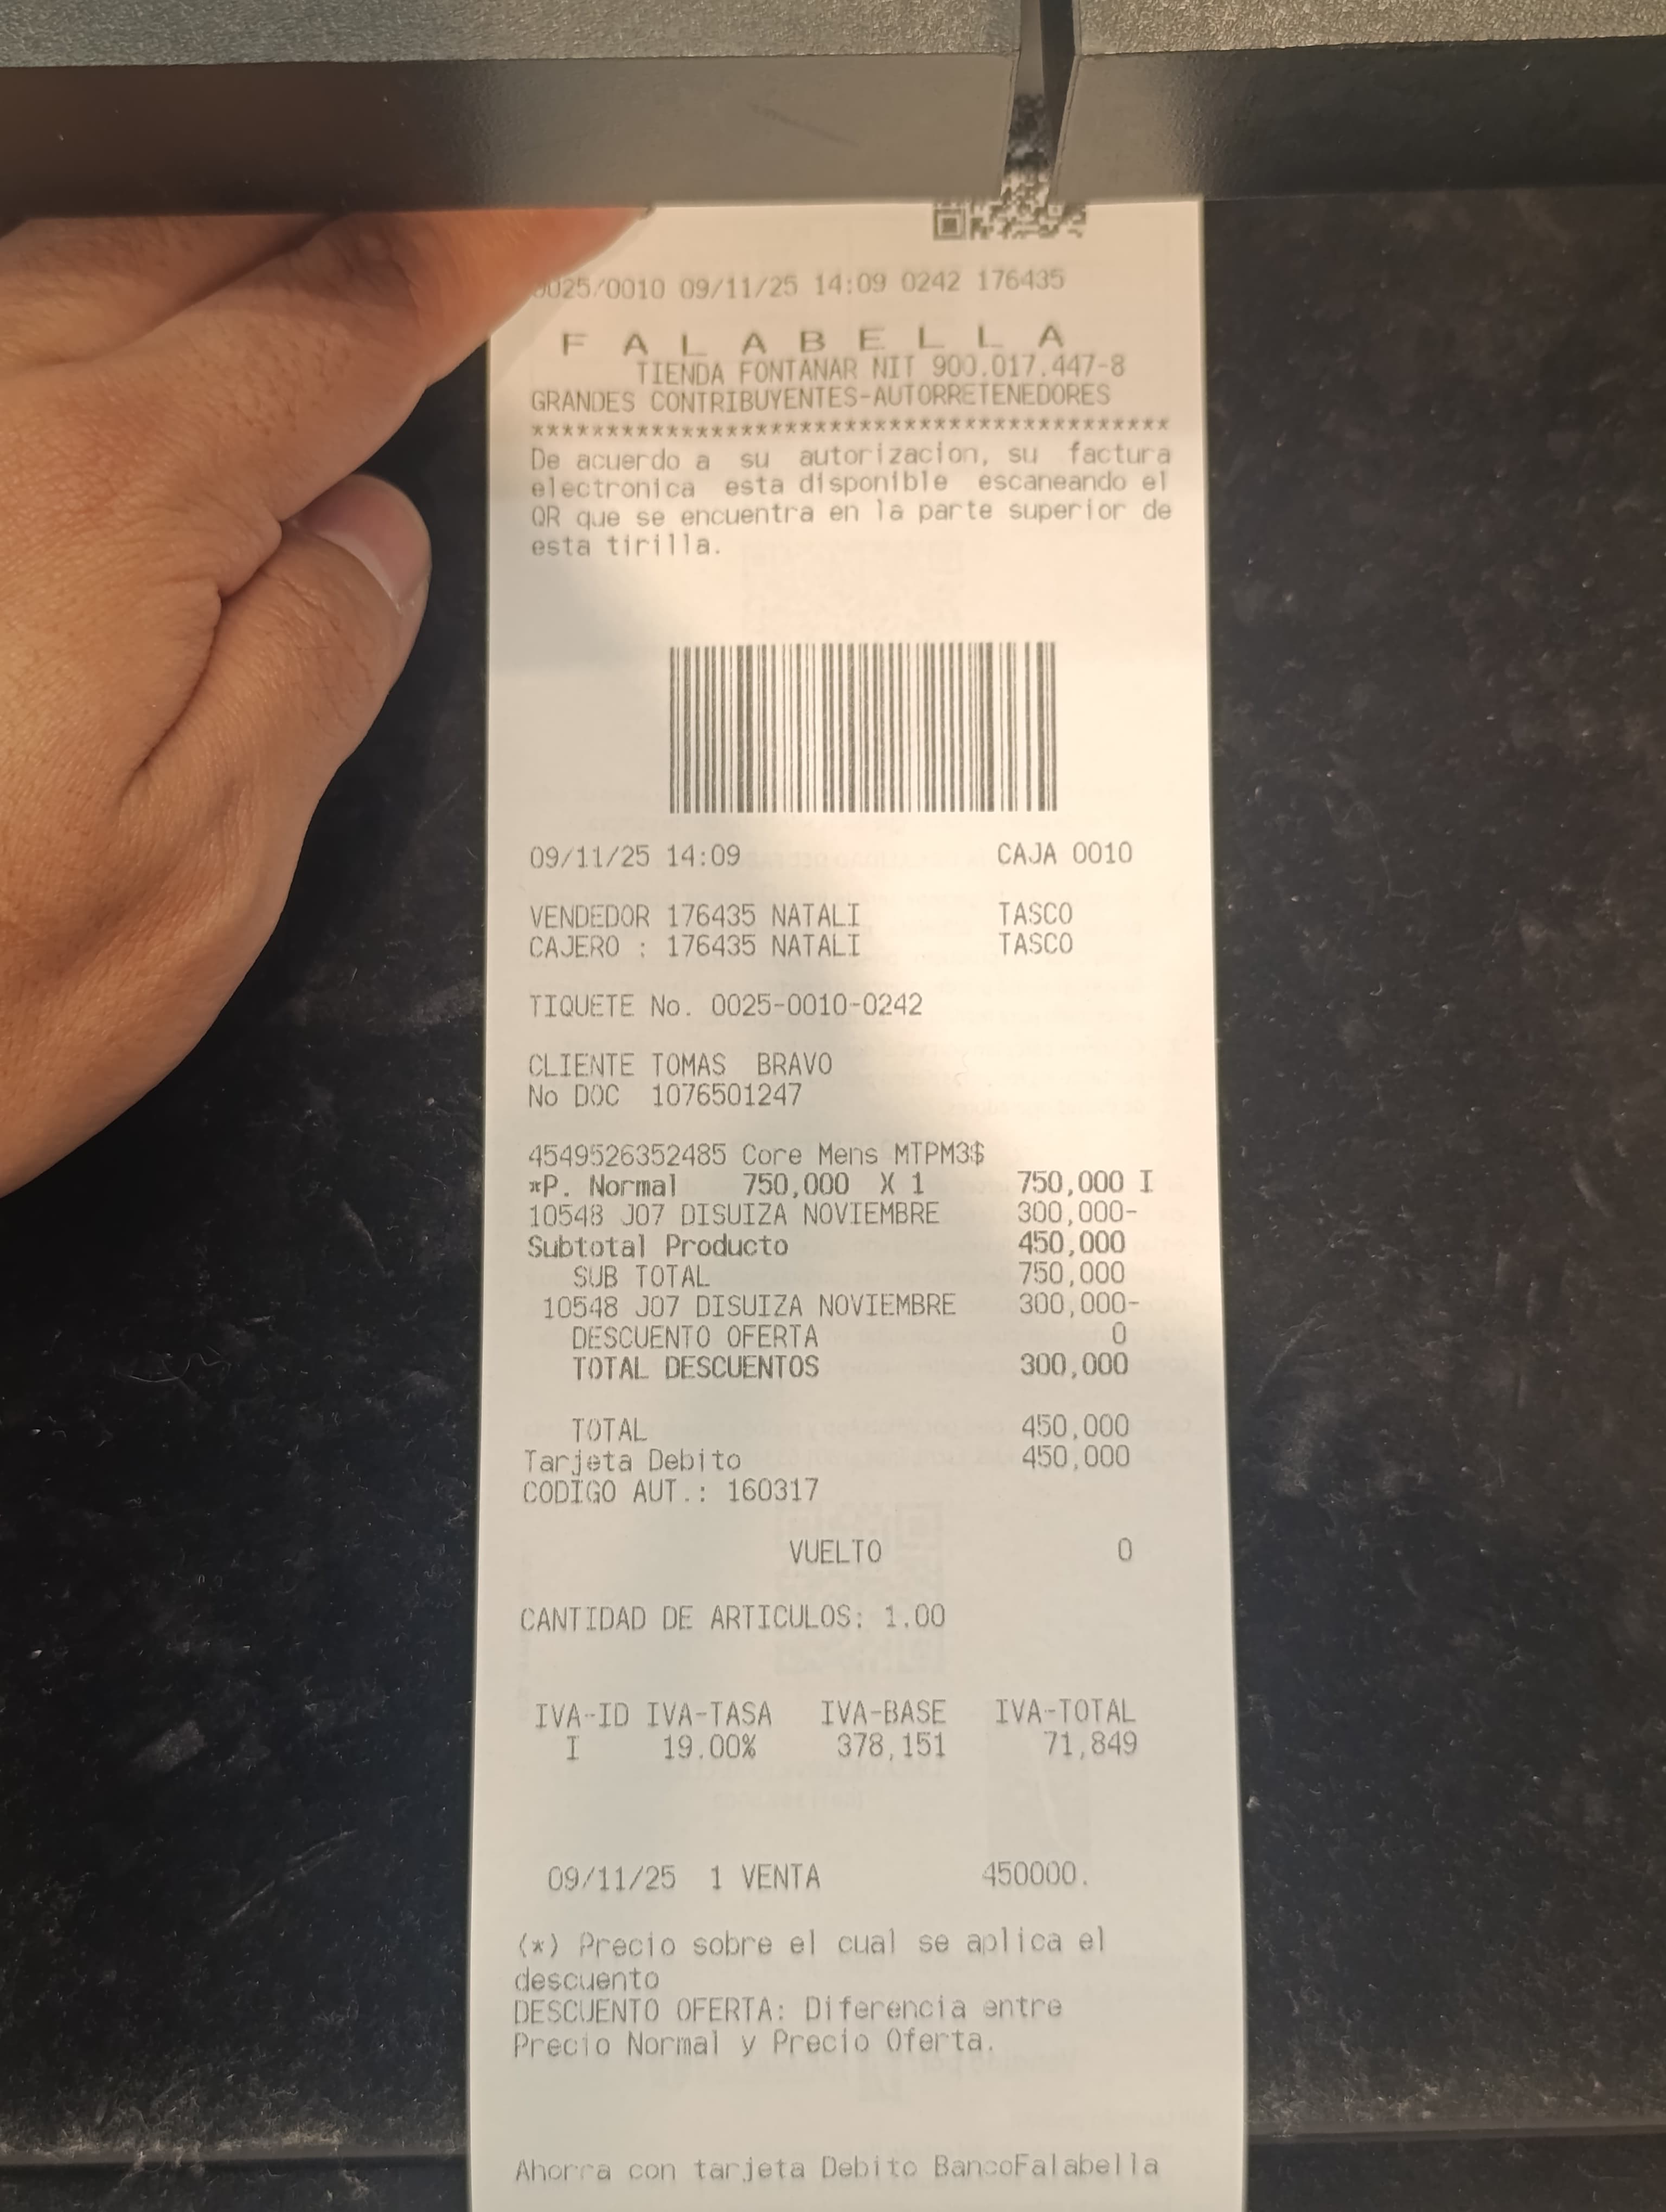 0025/0010 09/11/25 14:09 0242 176435
F A L A B E L L A
TIENDA FONTANAR NIT 900.017.447-8
GRANDES CONTRIBUYENTES-AUTORRETENEDORES
******************************************
De acuerdo a su autorizacion, su factura
electronica esta disponible escaneando el
QR que se encuentra en la parte superior de
esta tirilla.
09/11/25 14:09 CAJA 0010
VENDEDOR 176435 NATALI TASCO
CAJERO : 176435 NATALI TASCO
TIQUETE No. 0025-0010-0242
CLIENTE TOMAS BRAVO
No DOC 1076501247
4549526352485 Core Mens MTPM3$
*P. Normal 750,000 X 1 750,000 I
10548 J07 DISUIZA NOVIEMBRE 300,000-
Subtotal Producto 450,000
SUB TOTAL 750,000
10548 J07 DISUIZA NOVIEMBRE 300,000-
DESCUENTO OFERTA 0
TOTAL DESCUENTOS 300,000
TOTAL 450,000
Tarjeta Debito 450,000
CODIGO AUT.: 160317
VUELTO 0
CANTIDAD DE ARTICULOS: 1.00
IVA-ID IVA-TASA IVA-BASE IVA-TOTAL
I 19.00% 378,151 71,849
09/11/25 1 VENTA 450000.
(*) Precio sobre el cual se aplica el
descuento
DESCUENTO OFERTA: Diferencia entre
Precio Normal y Precio Oferta.
Ahorra con tarjeta Debito BancoFalabella